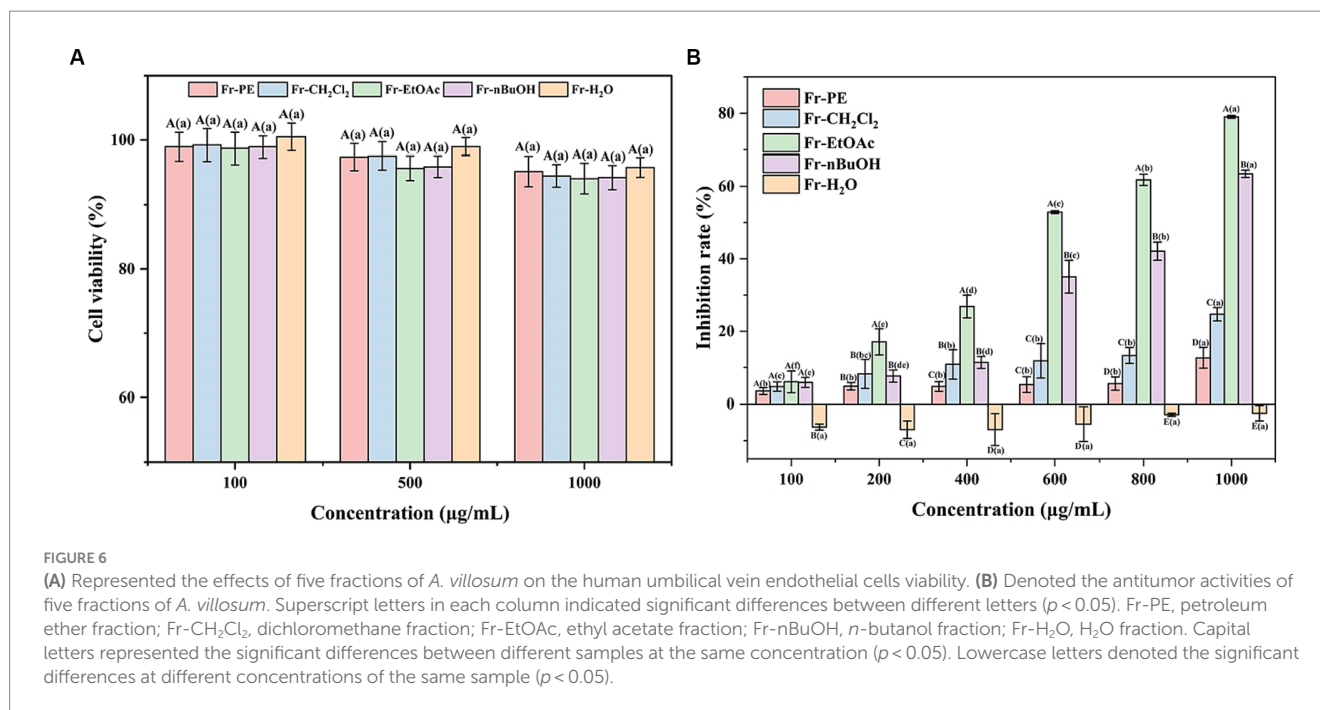 A
Fr-PE Fr-CH₂Cl₂ Fr-EtOAc Fr-nBuOH Fr-H₂O
A(a) A(a) A(a) A(a) A(a) A(a) A(a) A(a) A(a) A(a) A(a) A(a) A(a) A(a) A(a)
100
80
60
Cell viability (%)
100 500 1000
Concentration (μg/mL)
B
Fr-PE
Fr-CH₂Cl₂
Fr-EtOAc
Fr-nBuOH
Fr-H₂O
80
60
40
20
0
Inhibition rate (%)
A(b) A(c) A(f) A(e) B(a)
B(b) B(bc) A(e) B(de) C(a)
C(b) B(b) A(d) B(d) D(a)
C(b) C(b) A(c) B(c) D(a)
D(b) C(b) A(b) B(b) E(a)
D(a) C(a) A(a) B(a) E(a)
100 200 400 600 800 1000
Concentration (μg/mL)
FIGURE 6
(A) Represented the effects of five fractions of A. villosum on the human umbilical vein endothelial cells viability. (B) Denoted the antitumor activities of
five fractions of A. villosum. Superscript letters in each column indicated significant differences between different letters (p < 0.05). Fr-PE, petroleum
ether fraction; Fr-CH₂Cl₂, dichloromethane fraction; Fr-EtOAc, ethyl acetate fraction; Fr-nBuOH, n-butanol fraction; Fr-H₂O, H₂O fraction. Capital
letters represented the significant differences between different samples at the same concentration (p < 0.05). Lowercase letters denoted the significant
differences at different concentrations of the same sample (p < 0.05).